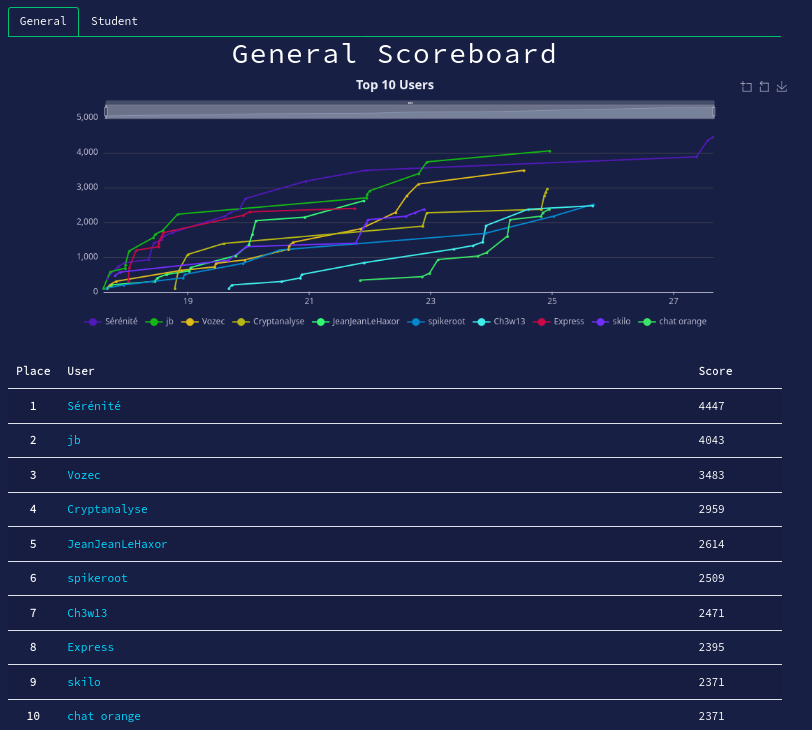 General Student
General Scoreboard
Top 10 Users
5,000
4,000
3,000
2,000
1,000
0
19 21 23 25 27
Sérénité jb Vozec Cryptanalyse JeanJeanLeHaxor spikeroot Ch3w13 Express skilo chat orange
Place User Score
1 Sérénité 4447
2 jb 4043
3 Vozec 3483
4 Cryptanalyse 2959
5 JeanJeanLeHaxor 2614
6 spikeroot 2509
7 Ch3w13 2471
8 Express 2395
9 skilo 2371
10 chat orange 2371